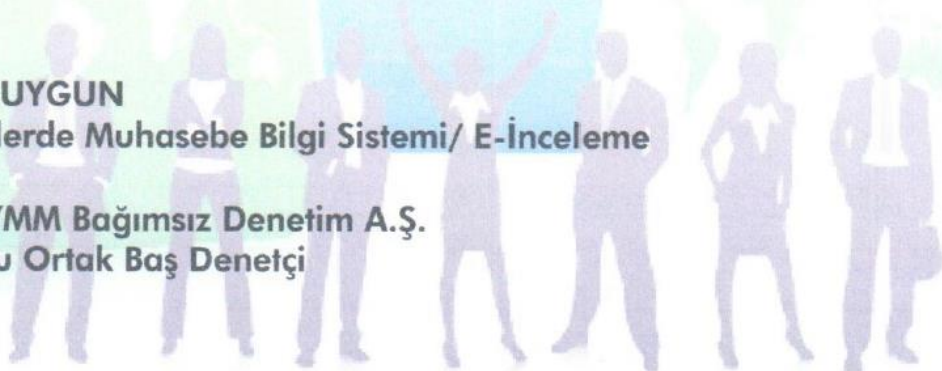 UYGUN
lerde Muhasebe Bilgi Sistemi/ E-İnceleme
YMM Bağımsız Denetim A.Ş.
u Ortak Baş Denetçi